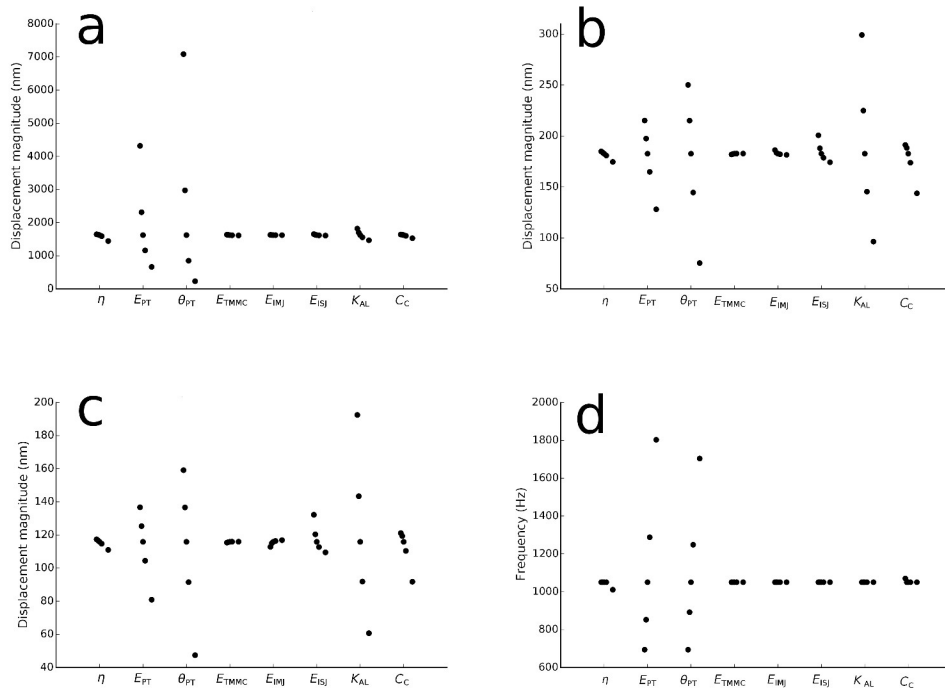 a
8000
7000
6000
5000
4000
3000
2000
1000
0
Displacement magnitude (nm)
η E_PT θ_PT E_TMMC E_IMJ E_ISJ K_AL C_C
b
300
250
200
150
100
50
Displacement magnitude (nm)
η E_PT θ_PT E_TMMC E_IMJ E_ISJ K_AL C_C
c
200
180
160
140
120
100
80
60
40
Displacement magnitude (nm)
η E_PT θ_PT E_TMMC E_IMJ E_ISJ K_AL C_C
d
2000
1800
1600
1400
1200
1000
800
600
Frequency (Hz)
η E_PT θ_PT E_TMMC E_IMJ E_ISJ K_AL C_C